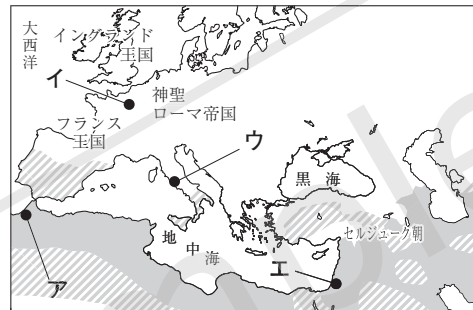 大西洋
イングランド
王国
イ
神聖
ローマ帝国
フランス
王国
ウ
黒海
セルジューク朝
地中海
エ
ア